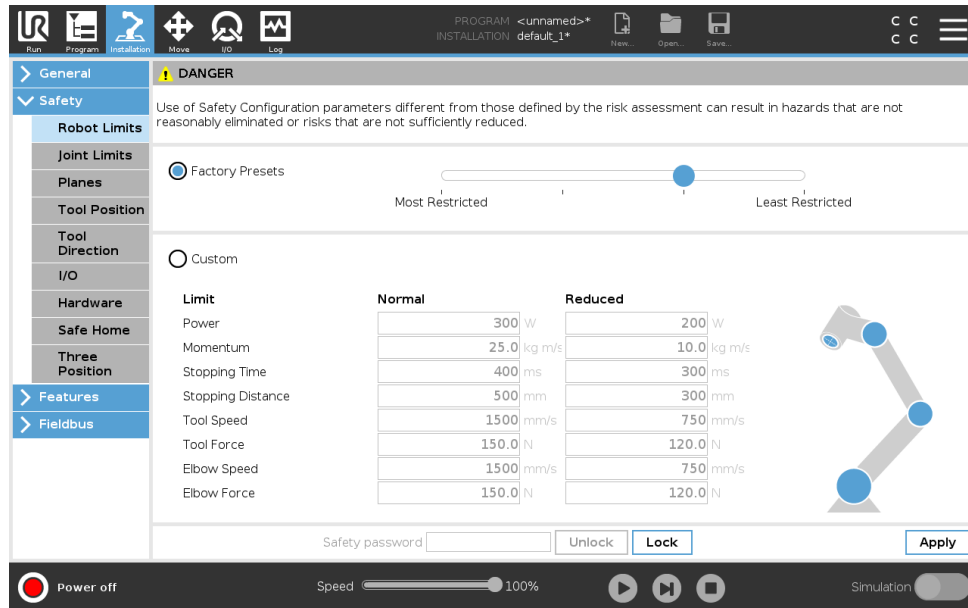 PROGRAM <unnamed>*
INSTALLATION default_1*
UR
Run
Program
Installation
Move
I/O
Log
New...
Open...
Save...
C C
C C
General
Safety
Robot Limits
Joint Limits
Planes
Tool Position
Tool
Direction
I/O
Hardware
Safe Home
Three
Position
Features
Fieldbus
DANGER
Use of Safety Configuration parameters different from those defined by the risk assessment can result in hazards that are not
reasonably eliminated or risks that are not sufficiently reduced.
Factory Presets
Most Restricted
Least Restricted
Custom
Limit Normal Reduced
Power 300 W 200 W
Momentum 25.0 kg m/s 10.0 kg m/s
Stopping Time 400 ms 300 ms
Stopping Distance 500 mm 300 mm
Tool Speed 1500 mm/s 750 mm/s
Tool Force 150.0 N 120.0 N
Elbow Speed 1500 mm/s 750 mm/s
Elbow Force 150.0 N 120.0 N
Safety password Unlock Lock Apply
Power off Speed 100% Simulation